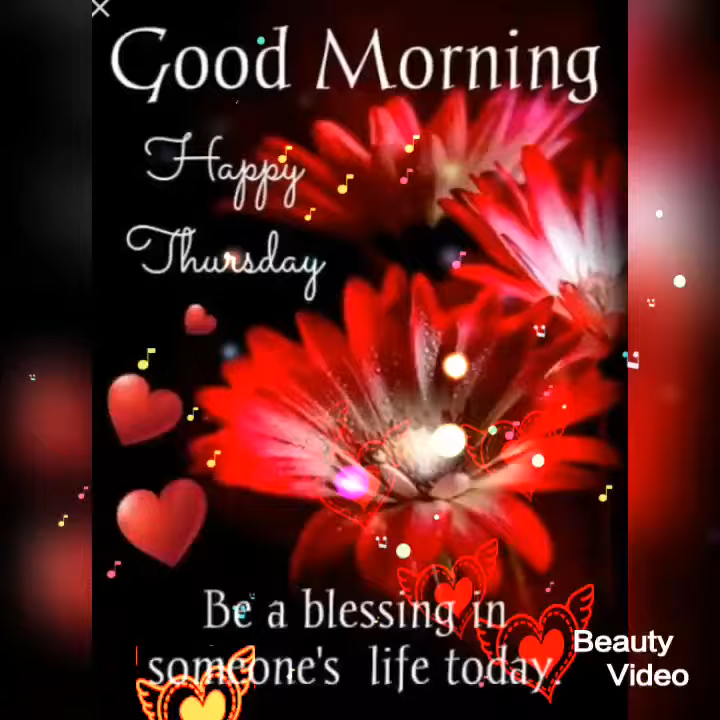 Good Morning
Happy
Thursday
Be a blessing in
someone's life today.
Beauty
Video